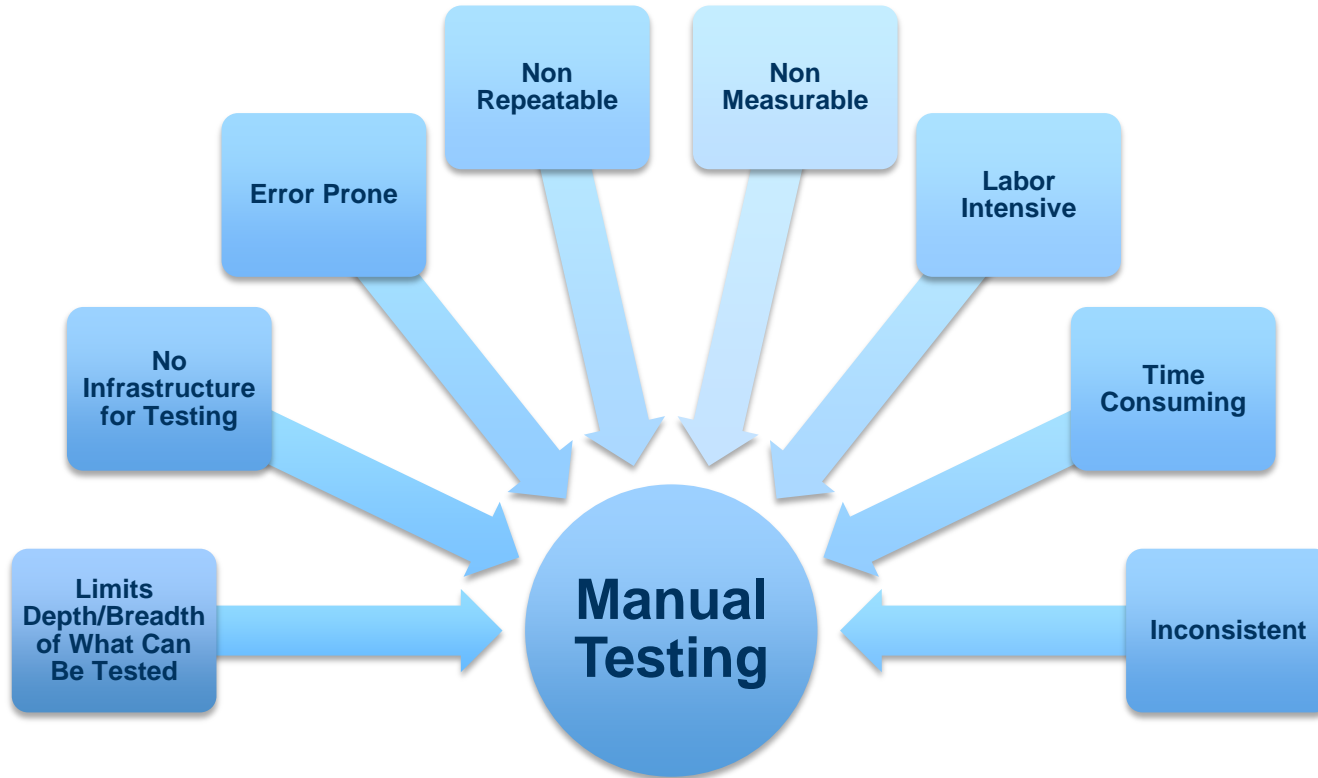 Limits
Depth/Breadth
of What Can
Be Tested
No
Infrastructure
for Testing
Error Prone
Non
Repeatable
Non
Measurable
Labor
Intensive
Time
Consuming
Inconsistent
Manual
Testing